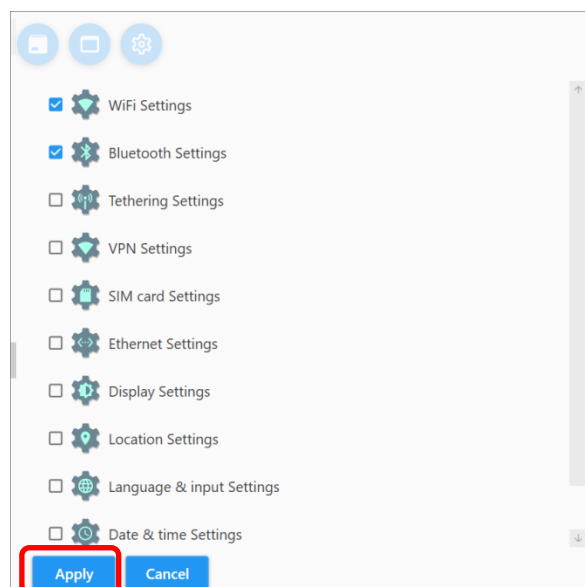 WiFi Settings
Bluetooth Settings
Tethering Settings
VPN Settings
SIM card Settings
Ethernet Settings
Display Settings
Location Settings
Language & input Settings
Date & time Settings
Apply Cancel